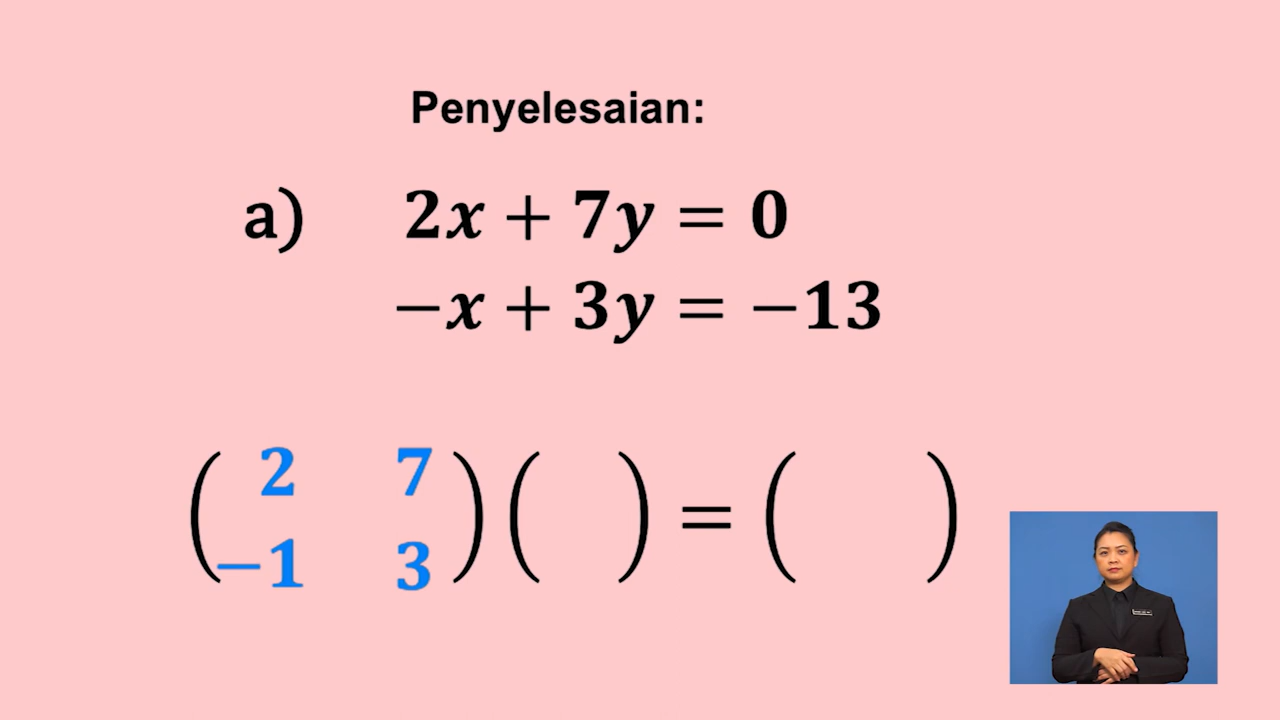 Penyelesaian:
a) 2x + 7y = 0
−x + 3y = −13
( 2 7 ) ( ) = ( )
−1 3